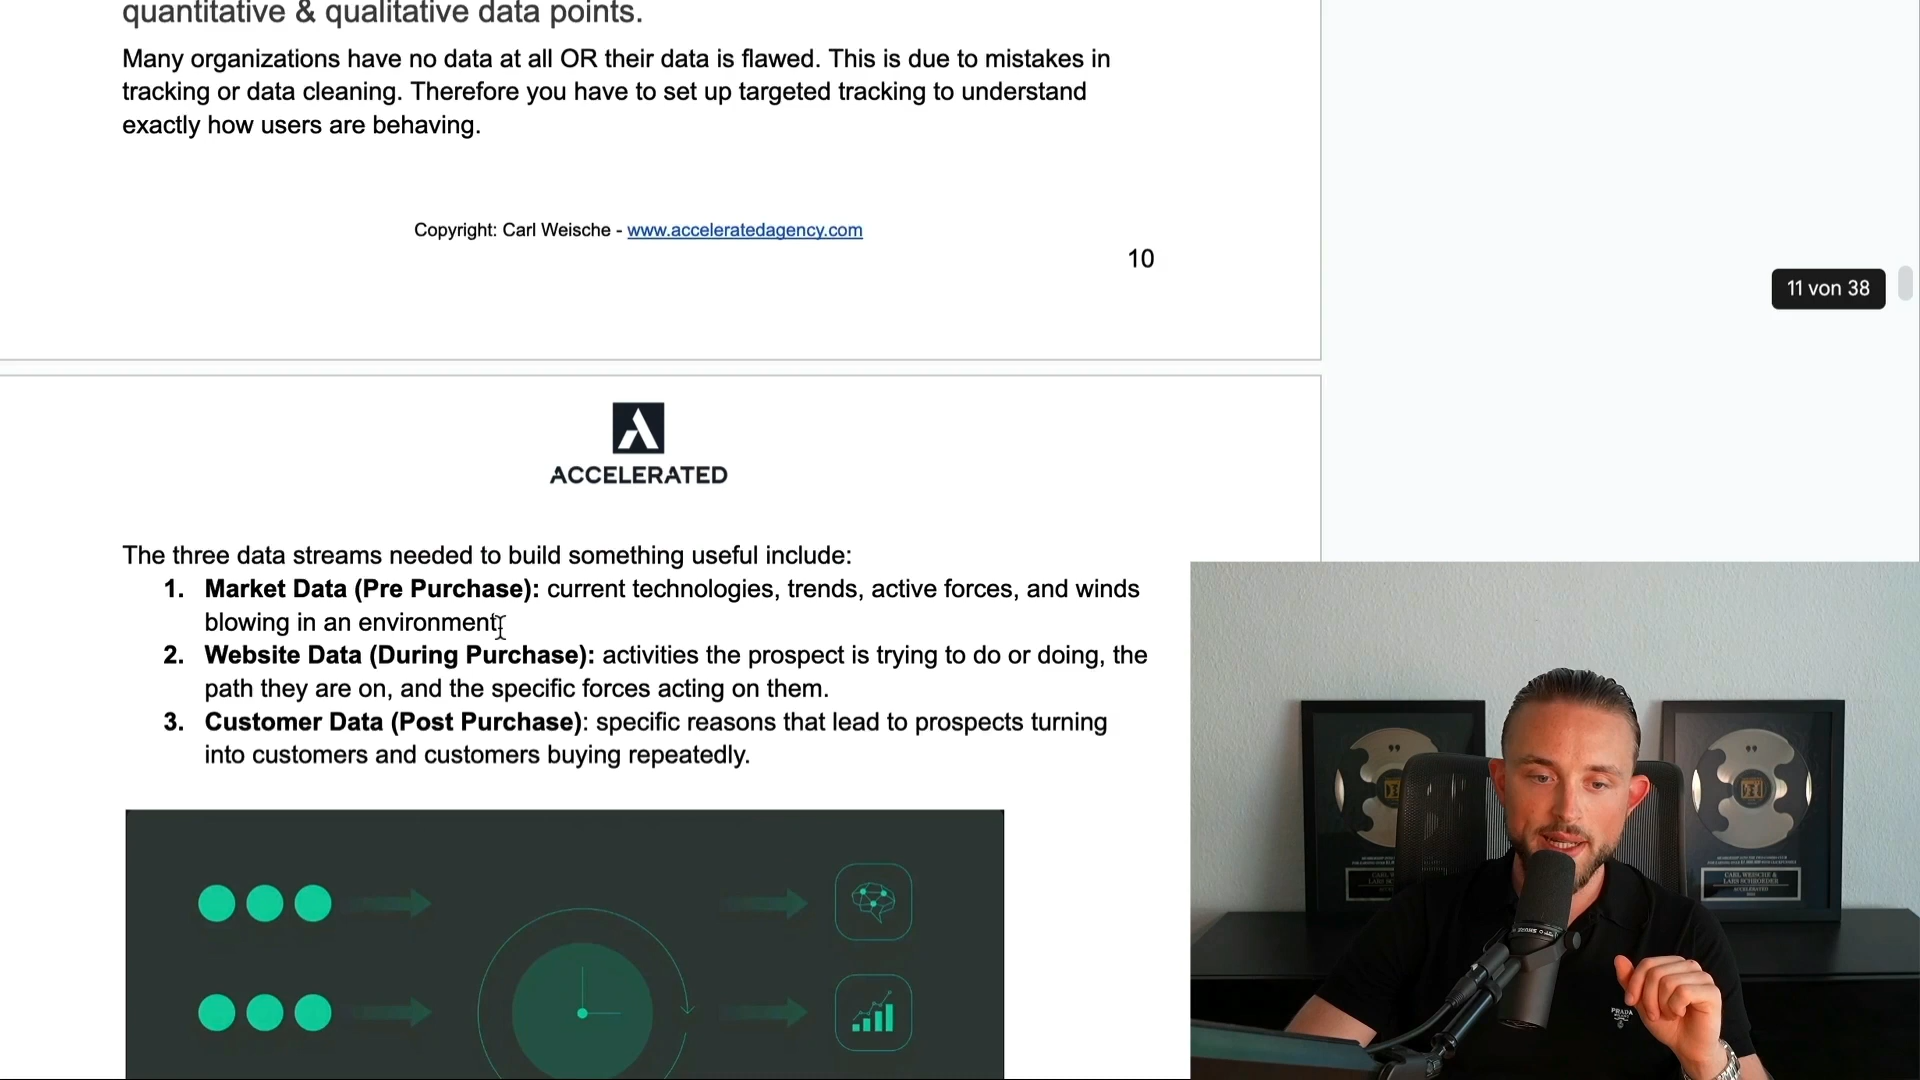 quantitative & qualitative data points.
Many organizations have no data at all OR their data is flawed. This is due to mistakes in
tracking or data cleaning. Therefore you have to set up targeted tracking to understand
exactly how users are behaving.
Copyright: Carl Weische - www.acceleratedagency.com
10
11 von 38
ACCELERATED
The three data streams needed to build something useful include:
1. Market Data (Pre Purchase): current technologies, trends, active forces, and winds
blowing in an environment.
2. Website Data (During Purchase): activities the prospect is trying to do or doing, the
path they are on, and the specific forces acting on them.
3. Customer Data (Post Purchase): specific reasons that lead to prospects turning
into customers and customers buying repeatedly.
CARL WEISCHE &
LARS SCHROEDER
PRADA